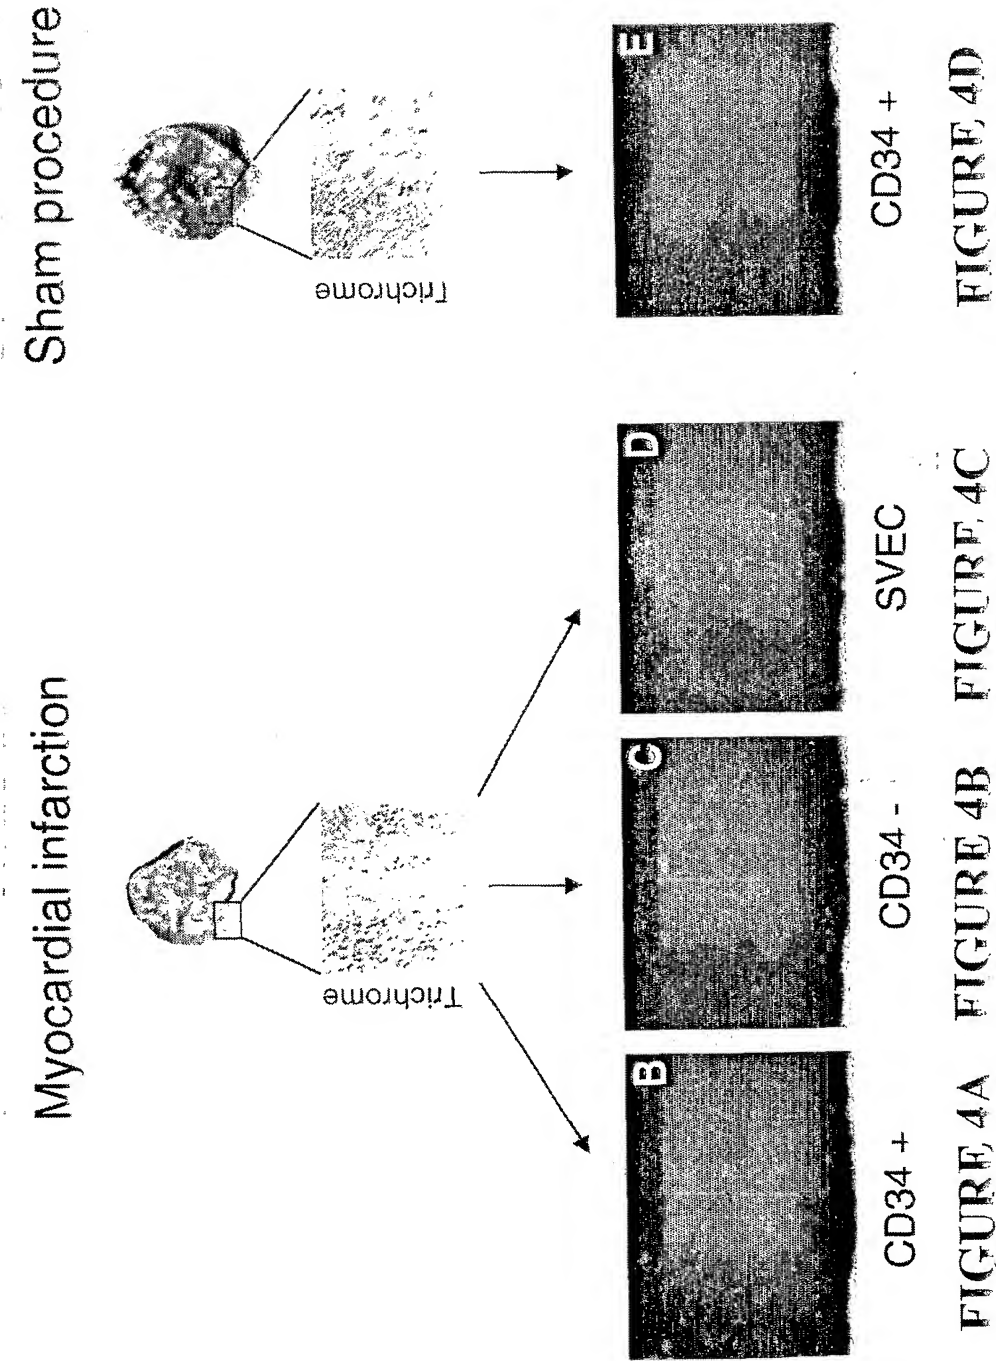 Myocardial infarction
Sham procedure
Trichrome
Trichrome
B
C
D
E
CD34 +
CD34 -
SVEC
CD34 +
FIGURE 4A
FIGURE 4B
FIGURE 4C
FIGURE 4D